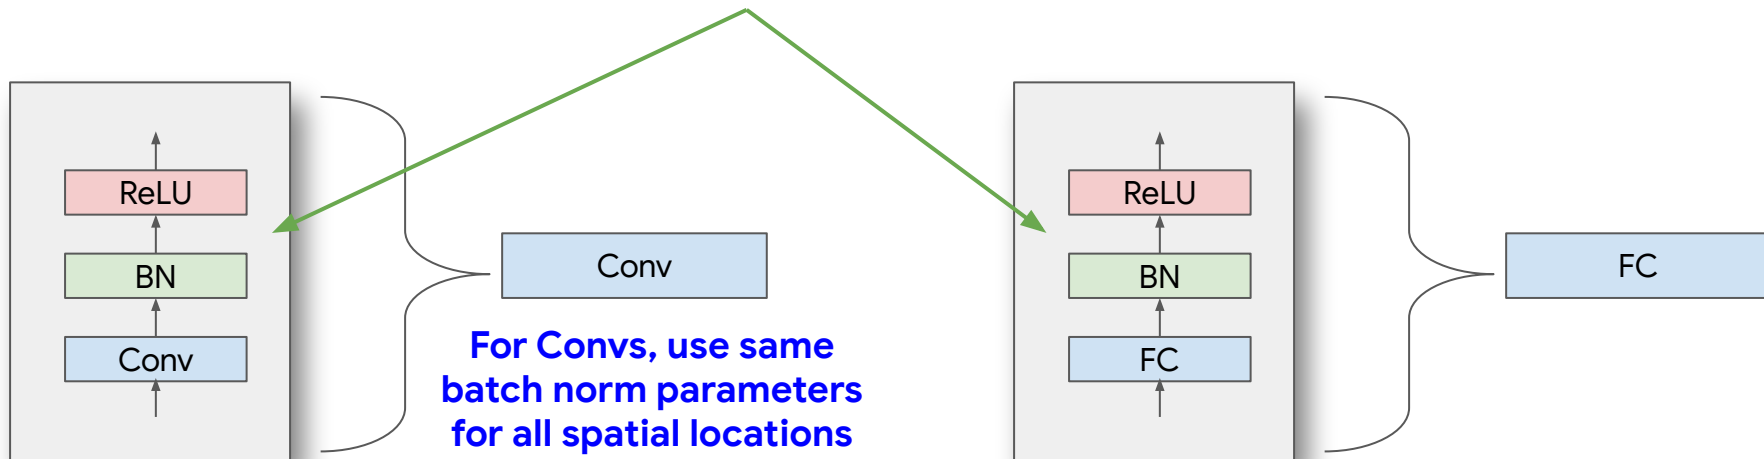 ReLU
BN
Conv
Conv
For Convs, use same
batch norm parameters
for all spatial locations
ReLU
BN
FC
FC